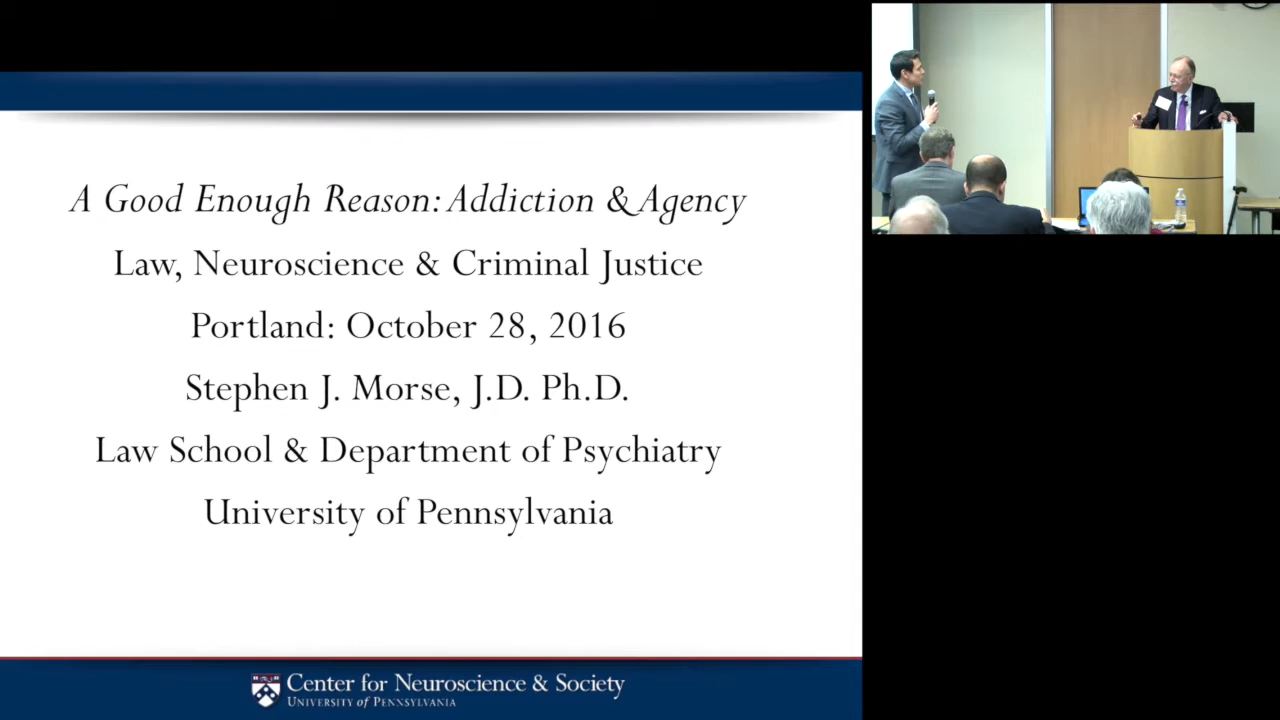 A Good Enough Reason: Addiction & Agency
Law, Neuroscience & Criminal Justice
Portland: October 28, 2016
Stephen J. Morse, J.D. Ph.D.
Law School & Department of Psychiatry
University of Pennsylvania
Center for Neuroscience & Society
UNIVERSITY of PENNSYLVANIA